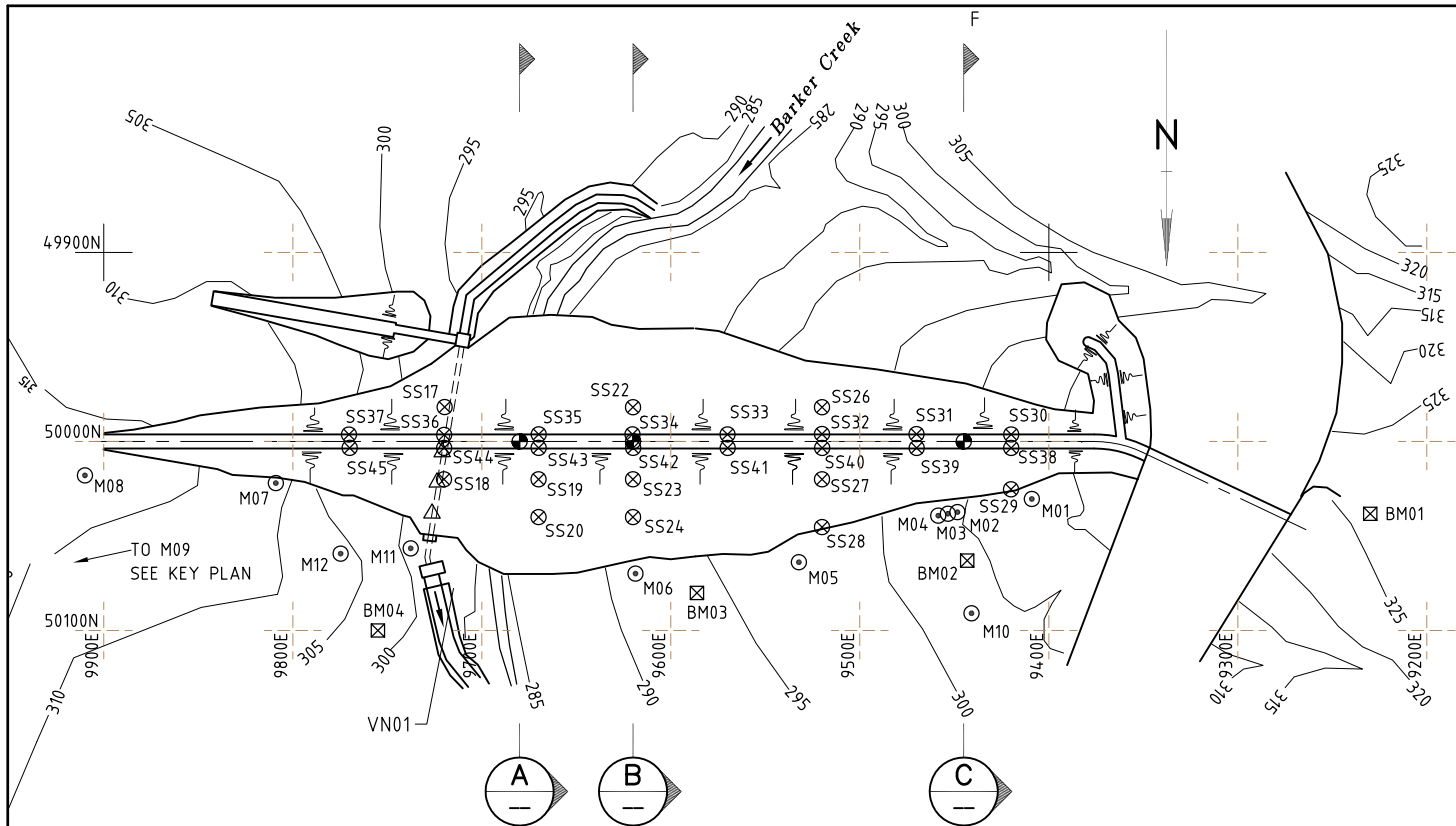 F
290
285
Barker Creek
285
290
295
300
305
305
300
295
295
N
325
325
49900N
310
320
315
315
320
315
325
SS17
SS22
SS26
SS37
SS36
SS35
SS34
SS33
SS32
SS31
SS30
50000N
SS45
SS44
SS43
SS42
SS41
SS40
SS39
SS38
SS18
SS19
SS23
SS27
SS29
M08
M07
M01
M02
M03
M04
SS20
SS24
SS28
BM01
TO M09
SEE KEY PLAN
M12
M11
M06
M05
BM02
BM04
BM03
M10
50100N
9900E
9800E
9700E
9600E
9500E
9400E
9300E
9200E
310
305
300
285
290
295
300
310
315
320
325
VN01
A
B
C